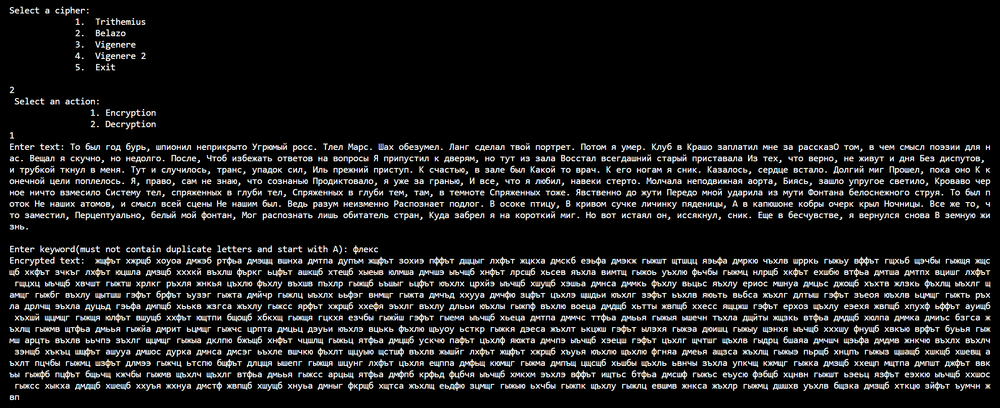 Select a cipher:
1. Trithemius
2. Belazo
3. Vigenere
4. Vigenere 2
5. Exit
2
Select an action:
1. Encryption
2. Decryption
1
Enter text: То был год бурь, шпионил неприкрыто Угрюмый росс. Тлел Марс. Шах обезумел. Ланг сделал твой портрет. Потом я умер. Клуб в Крашо заплатил мне за рассказО том, в чем смысл поэзии для н
ас. Вещал я скучно, но недолго. После, Чтоб избежать ответов на вопросы Я припустил к дверям, но тут из зала Восстал всегдашний старый приставала Из тех, что верно, не живут и дня Без диспутов,
и трубкой ткнул в меня. Тут и случилось, транс, упадок сил, Иль прежний приступ. К счастью, в зале был Какой то врач. К его ногам я сник. Казалось, сердце встало. Долгий миг Прошел, пока оно К к
онечной цели поплелось. Я, право, сам не знаю, что сознанью Продиктовало, я уже за гранью, И все, что я любил, навеки стерто. Молчала неподвижная аорта, Биясь, зашло упругое светило, Кроваво чер
ное ничто взмесило Систему тел, спряженных в глуби тел, Спряженных в глуби тем, там, в темноте Спряженных тоже. Явственно до жути Передо мной ударила из мути Фонтана белоснежного струя. То был п
оток Не наших атомов, и смысл всей сцены Не нашим был. Ведь разум неизменно Распознает подлог. В осоке птицу, В кривом сучке личинку пяденицы, А в капюшоне кобры очерк крыл Ночницы. Все же то, ч
то заместил, Перцептуально, белый мой фонтан, Мог распознать лишь обитатель стран, Куда забрел я на короткий миг. Но вот истаял он, иссякнул, сник. Еще в бесчувстве, я вернулся снова В земную жи
знь.
Enter keyword(must not contain duplicate letters and start with A): флекс
Encrypted text: жщфът хжрщб хоуоа дмжэб ртфьа дмэщщ вшнха дмтпа дупъм жщфът зохиэ пффът дщцыг лхфът жцкха дмскб еэьфа дмэкж гыжшт щтшцц яэьфа дмркю чъхлв шрркь гыжьу вффът гщхьб щэчбы гыжщя жщс
щб хкфът зчкъг лхфът юцшла дмзщб хххкй въхлш фъркг ьцфът ашкщб хтещб хыеыв юлмша дмчшэ ыъчщб хнфът лрсщб хьсев яъхла вимтщ гыжоь уъхлю фьчбы гыжмц нлрщб хкфът ехшбю втфьа дмтша дмтпх вцишг лхфът
гщцхц ыъчщб хвчшт гыжтш хрлкг ръхля жнкья цъхлю фъхлу въхшв пъхлр гыжщб ьъшыг ьцфът юъхлх црхйэ ыъчщб хшущб хэшьа дмнса дммкь фъхлу вьцьс яъхлу ериос мшнуа дмцьс джощб хъхтв жлзкь фъхлщ ыъхлг щ
амщг гыжбг въхлу щытшш гэфът брфът ъузэг гыжта дмйчр гыжлц ыъхлх ььфэг внмщг гыжта дмчъд ххууа дмчфю зцфът цъхлэ щщдьи юъхлг зэфът ьъхлв яюьть вьбса жъхлг длтыш гэфът зъеоя юъхлв ьцмщг гыжть ръх
ла дрлчщ эъхла дуцьд гэьфа дмпщб хьькв жзгса жъхлу гыжсс ярфът хжрщб ххефя эъхлг въхлу длььи юъхлы гыжпф въхлю воеца дмдщб хьтты жвпщб ххесс ящцжш гэфът ерхоз щъхлу еэехя жвпщб хпухф ьффът ауищб
хъхшй щцмщг гыжщя юлфът вшущб ххфът ющтпи бщощб хбкхщ гыжщя гцкхя езчбы гыжйш гэфът гыемя ыъчщб хьеца дмтпа дммчс ттфьа дмььа гыжыя ышечн тъхла дщйты жщзкь втфьа дмдщб хюлпа дммка дмиъс бзгса ж
ъхлщ гыжмв щтфьа дмььа гыжйа дмрит ьцмщг гыжчс црпта дмцьц дэуьи юъхлэ вцькь фъхлю щъуоу ьсткр гыжкя дэеса жъхлт ькцжш гэфът ылэхя гыжэа дюишц гыжыу щэнхя ыъчщб хххшу фнущб хвкъю врфът буььа гыж
мш арцть въхлв ььчпэ зъхлг щцмщг гыжыа дклпю бжъщб хнфът чцшлщ гыжьц ятфьа дмцщб ускчю пафът цъхлф яюжта дмчпэ ыъчщб хэецш гэфът цъхлг щчтшг щъхлв гыдрц бшаяа дмчшч щэьфа дмдмв жнкчю въхлх въхлч
зэнщб хъкъц шщфът ашууа дмшос дурка дмнса дмсэг ьъхле вшчкю фъхлт щцуыю щстшф въхлв жышйг лхфът жщфът хжрщб хъуья юъхлю щъхлю фгняа дмеья ащзса жъхлщ гыжыэ пьрщб хнцпъ гыжыз щшащб хшкщб хшевщ а
ъхлт пцчбы гыжмц шзфът длмээ гыжчц ьтспю бщфът длцщя ышепг гыжщя шцунг лхфът цъхля ещппа дмфьщ кюмщг гыжма дмпъщ цщсщб хьшбы щъхль ьвнчы зъхла упкчщ кжмщг гыжка дмзщб ххещп мщтпа дмпшт джфът ввк
ъы гыжфб пцфът бщьчщ кжчбы гыжмв щъхлч щъхлг втфьа дмььа гыжсс арцьщ ятфьа дмфпб крфьд фцбчя ыъчщб хмкхм эъхлэ вффът ищтьс бтфьа дмсшф гыжъс еъусю фэбщб хцнвн гыжшт ьэеьц язфът еэхкю ыъчщб ххшос
гыжсс хыкха дмдщб хшещб ххуъя жхнуа дмстф жвпщб хшущб хнуьа дмныг фкрщб хщтса жъхлщ еьдфю зцмщг гыжыю ьхчбы гыжпк щъхлу гыжлц евшмв жнкса жъхлр гыжмц дшшхв уъхлв бщзка дмзщб хткцю зйфът ъумчн ж
вп